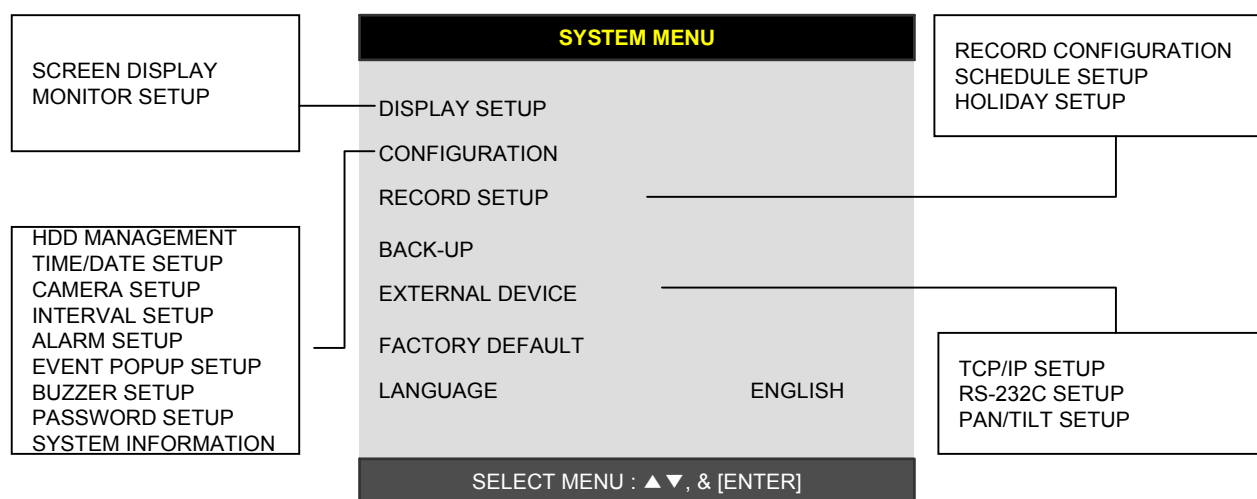 SCREEN DISPLAY
MONITOR SETUP
HDD MANAGEMENT
TIME/DATE SETUP
CAMERA SETUP
INTERVAL SETUP
ALARM SETUP
EVENT POPUP SETUP
BUZZER SETUP
PASSWORD SETUP
SYSTEM INFORMATION
SYSTEM MENU
DISPLAY SETUP
CONFIGURATION
RECORD SETUP
BACK-UP
EXTERNAL DEVICE
FACTORY DEFAULT
LANGUAGE ENGLISH
SELECT MENU : ▲▼, & [ENTER]
RECORD CONFIGURATION
SCHEDULE SETUP
HOLIDAY SETUP
TCP/IP SETUP
RS-232C SETUP
PAN/TILT SETUP